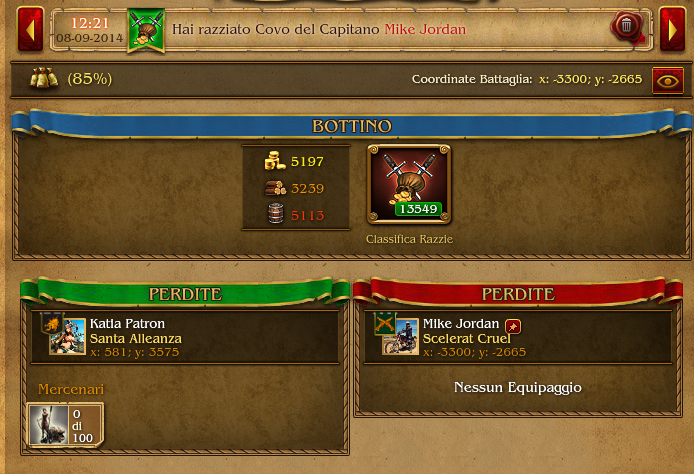 12:21
08-09-2014
Hai razziato Covo del Capitano Mike Jordan
(85%)
Coordinate Battaglia: x: -3300; y: -2665
BOTTINO
5197
3239
5113
13549
Classifica Razzie
PERDITE
Katla Patron
Santa Alleanza
x: 581; y: 3575
Mercenari
0
di
100
PERDITE
Mike Jordan
Scelerat Cruel
x: -3300; y: -2665
Nessun Equipaggio